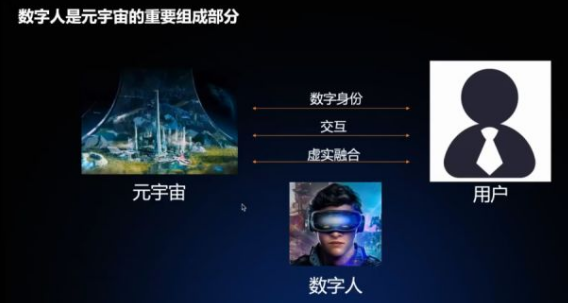 数字人是元宇宙的重要组成部分
数字身份
交互
虚实融合
元宇宙
用户
数字人